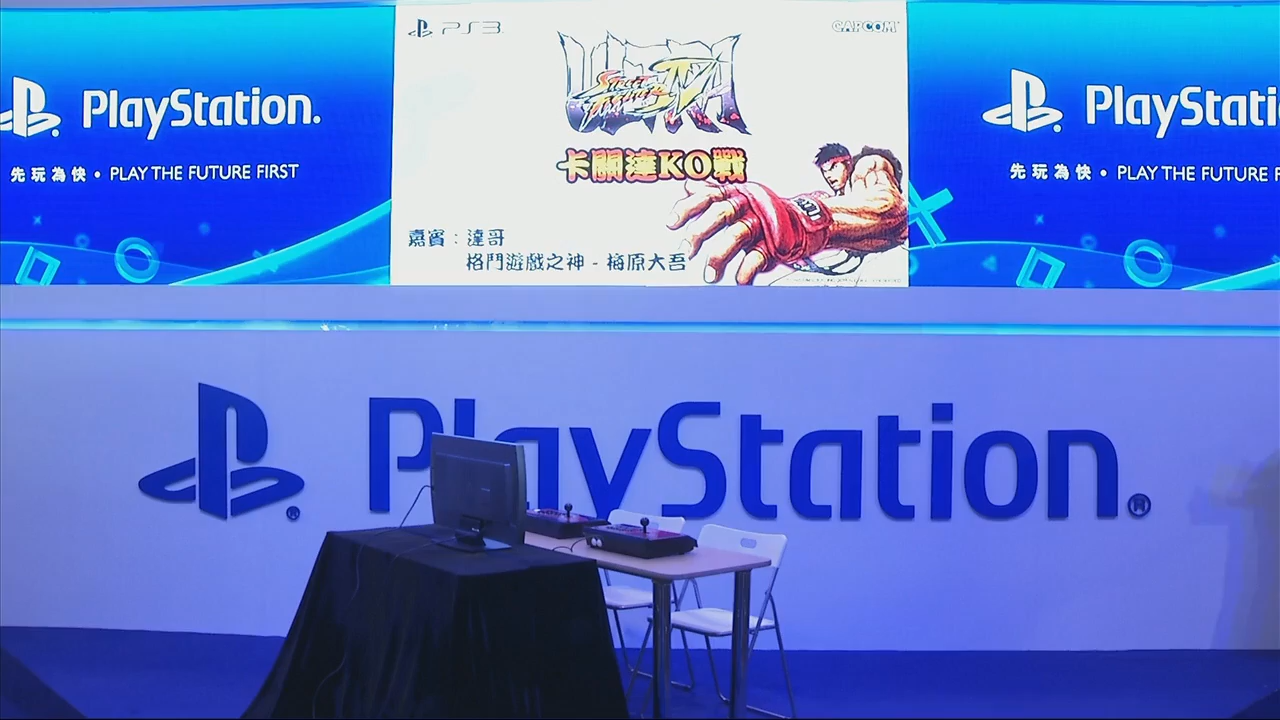 PlayStation.
先玩為快 • PLAY THE FUTURE FIRST
PS3
CAPCOM
ULTRA
STREET FIGHTER IV
卡關達KO戰
嘉賓：達哥
格鬥遊戲之神 - 梅原大吾
PlayStati
先玩為快 • PLAY THE FUTURE F
PlayStation®